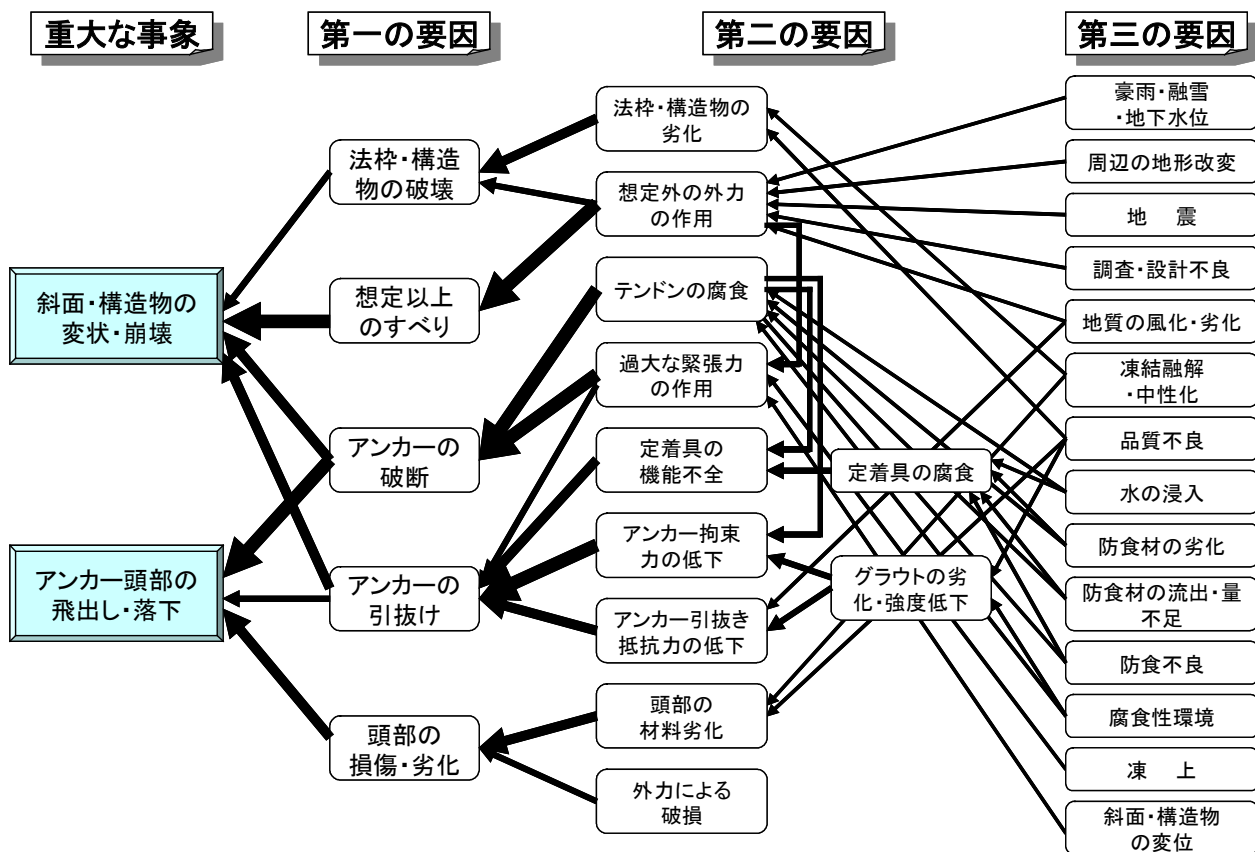 重大な事象
第一の要因
第二の要因
第三の要因
斜面・構造物の
変状・崩壊
アンカー頭部の
飛出し・落下
法枠・構造
物の破壊
想定以上
のすべり
アンカーの
破断
アンカーの
引抜け
頭部の
損傷・劣化
法枠・構造物の
劣化
想定外の外力
の作用
テンドンの腐食
過大な緊張力
の作用
定着具の
機能不全
アンカー拘束
力の低下
アンカー引抜き
抵抗力の低下
頭部の
材料劣化
外力による
破損
定着具の腐食
グラウトの劣
化・強度低下
豪雨・融雪
・地下水位
周辺の地形改変
地　震
調査・設計不良
地質の風化・劣化
凍結融解
・中性化
品質不良
水の浸入
防食材の劣化
防食材の流出・量
不足
防食不良
腐食性環境
凍　上
斜面・構造物
の変位